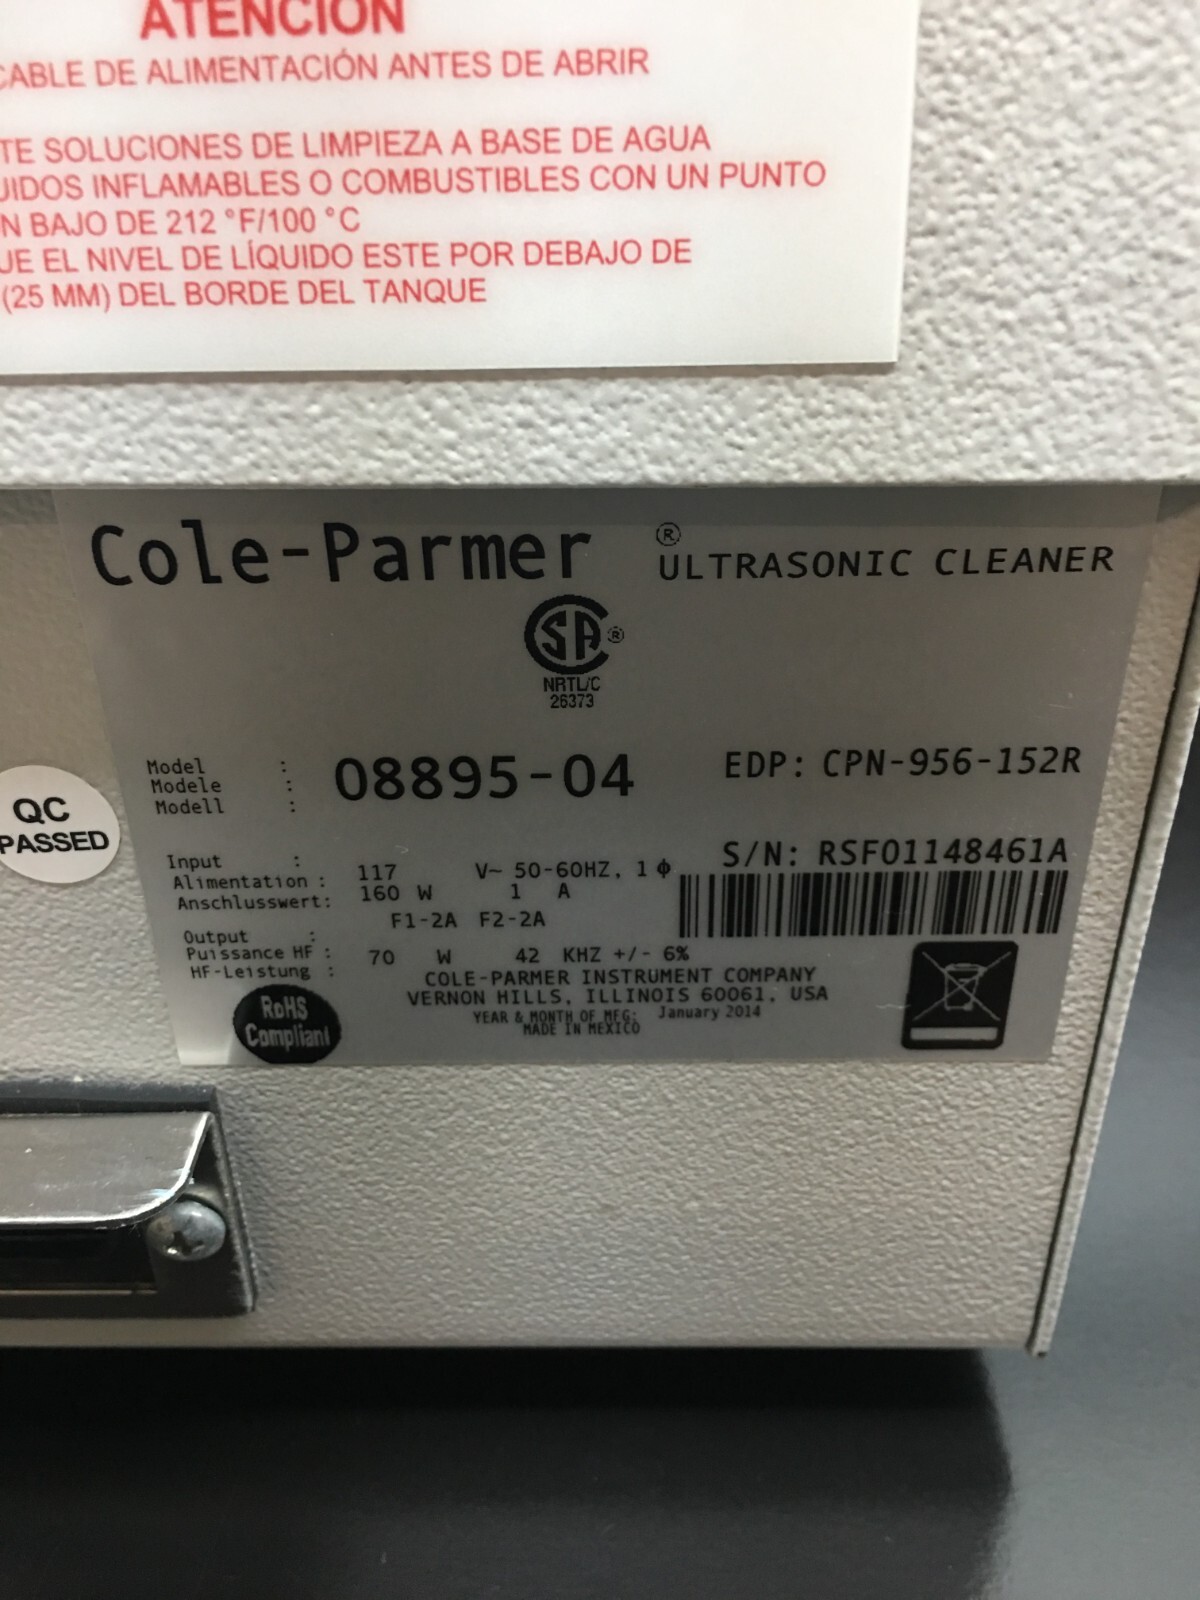 ATENCIÓN
CABLE DE ALIMENTACIÓN ANTES DE ABRIR
TE SOLUCIONES DE LIMPIEZA A BASE DE AGUA
UIDOS INFLAMABLES O COMBUSTIBLES CON UN PUNTO
N BAJO DE 212 °F/100 °C
UE EL NIVEL DE LÍQUIDO ESTE POR DEBAJO DE
(25 MM) DEL BORDE DEL TANQUE
Cole-Parmer ® ULTRASONIC CLEANER
SA ®
NRTL/C
26373
Model :
Modele :
Modell :
08895-04
EDP: CPN-956-152R
QC
PASSED
S/N: RSF01148461A
Input :
Alimentation :
Anschlusswert:
117 V~ 50-60HZ, 1 ϕ
160 W 1 A
F1-2A F2-2A
Output :
Puissance HF :
HF-Leistung :
70 W 42 KHZ +/- 6%
COLE-PARMER INSTRUMENT COMPANY
VERNON HILLS, ILLINOIS 60061, USA
YEAR & MONTH OF MFG: January 2014
MADE IN MEXICO
RoHS
Compliant